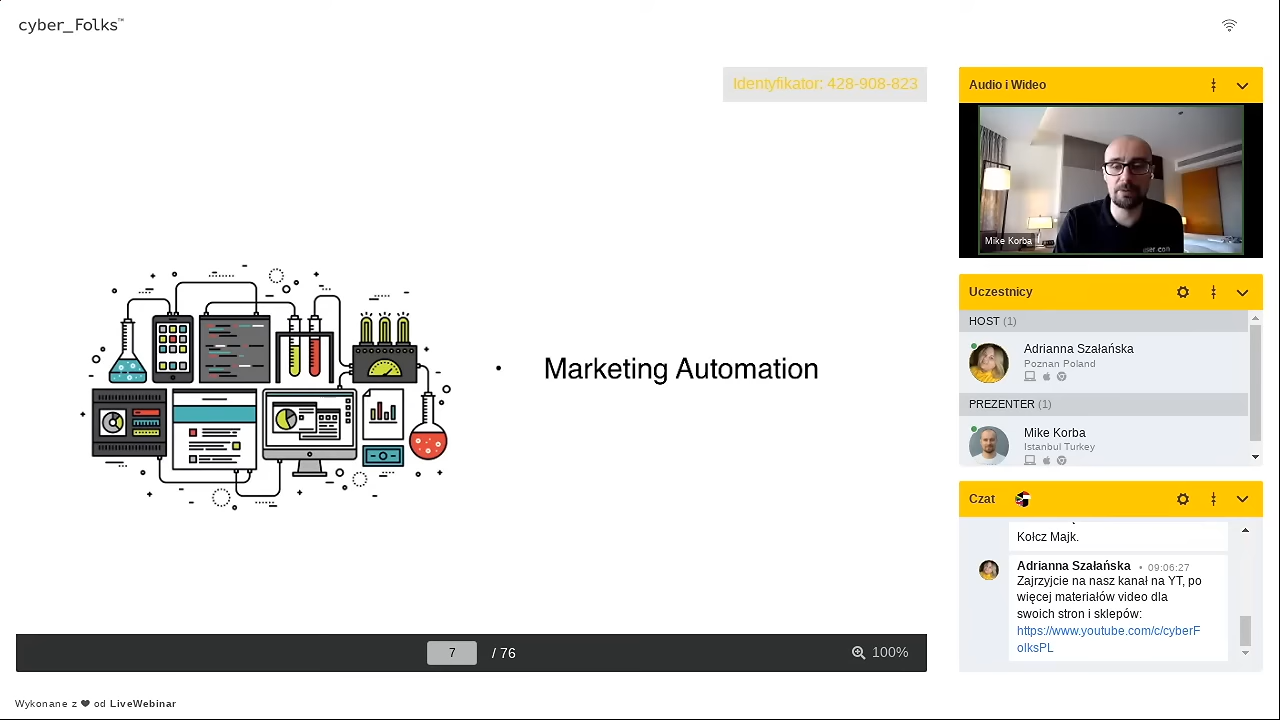 cyber_Folks™
Identyfikator: 428-908-823
• Marketing Automation
7 / 76
100%
Wykonane z ❤ od LiveWebinar
Audio i Wideo
Mike Korba
user.com
Uczestnicy
HOST (1)
Adrianna Szałańska
Poznan Poland
PREZENTER (1)
Mike Korba
Istanbul Turkey
Czat
Kołcz Majk.
Adrianna Szałańska • 09:06:27
Zajrzyjcie na nasz kanał na YT, po
więcej materiałów video dla
swoich stron i sklepów:
https://www.youtube.com/c/cyberF
olksPL